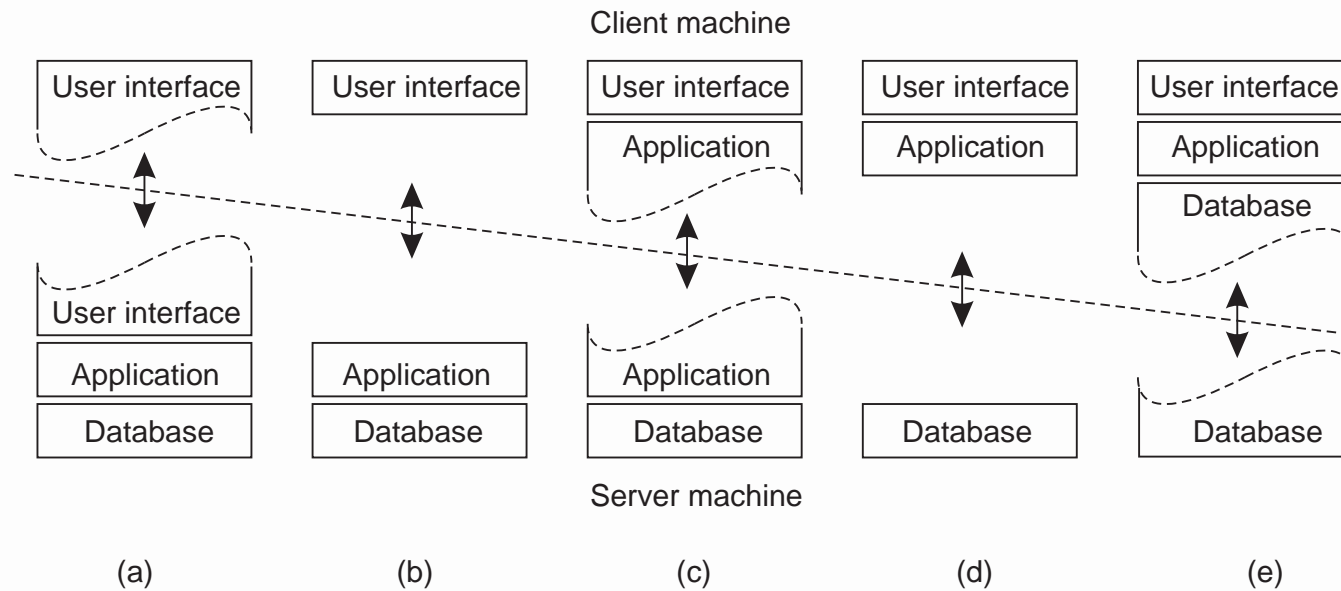 Client machine
User interface User interface User interface User interface User interface
Application Application Application
Database
User interface
Application Application Application
Database Database Database Database Database
Server machine
(a) (b) (c) (d) (e)